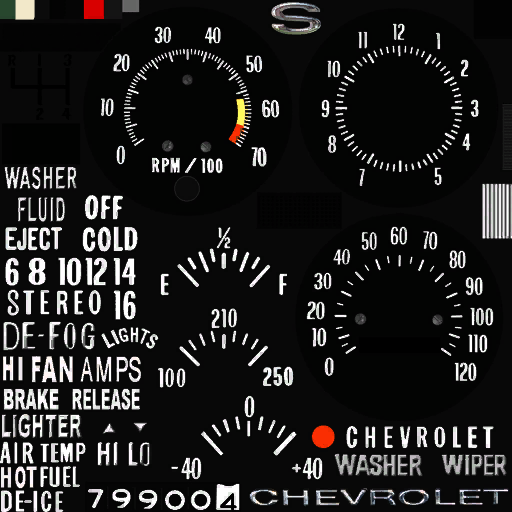 S
R 1 3
2 4
0 10 20 30 40 50 60 70
RPM / 100
12 1 2 3 4 5 7 8 9 10 11
WASHER
FLUID OFF
EJECT COLD
6 8 10 12 14
STEREO 16
DE-FOG LIGHTS
HI FAN AMPS
BRAKE RELEASE
LIGHTER
AIR TEMP HI LO
HOT FUEL
DE-ICE 79900 4
E ½ F
100 210 250
-40 0 +40
0 10 20 30 40 50 60 70 80 90 100 110 120
CHEVROLET
WASHER WIPER
CHEVROLET